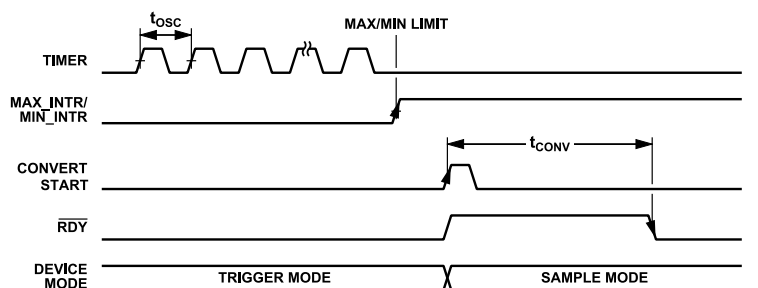 tOSC
MAX/MIN LIMIT
TIMER
MAX_INTR/
MIN_INTR
tCONV
CONVERT
START
RDY
DEVICE
MODE
TRIGGER MODE
SAMPLE MODE